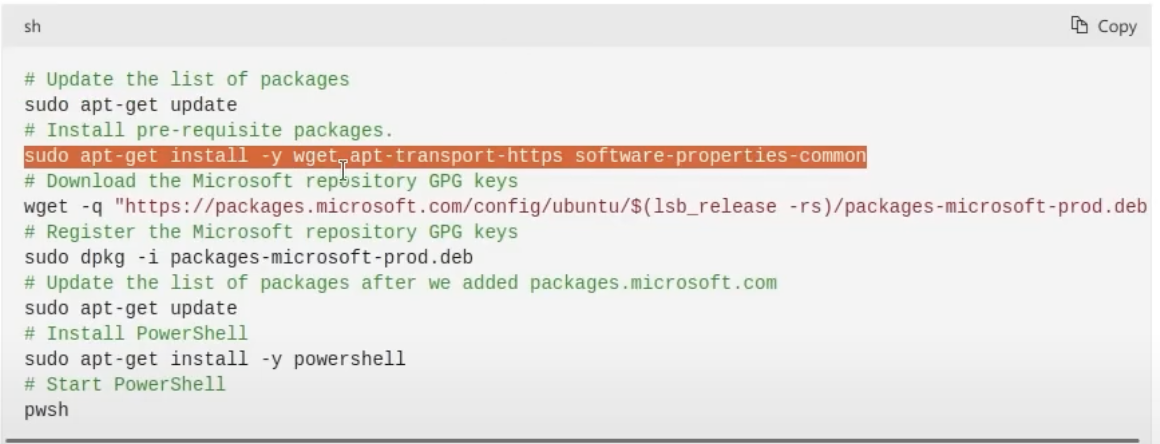 sh
Copy
# Update the list of packages
sudo apt-get update
# Install pre-requisite packages.
sudo apt-get install -y wget apt-transport-https software-properties-common
# Download the Microsoft repository GPG keys
wget -q "https://packages.microsoft.com/config/ubuntu/$(lsb_release -rs)/packages-microsoft-prod.deb
# Register the Microsoft repository GPG keys
sudo dpkg -i packages-microsoft-prod.deb
# Update the list of packages after we added packages.microsoft.com
sudo apt-get update
# Install PowerShell
sudo apt-get install -y powershell
# Start PowerShell
pwsh